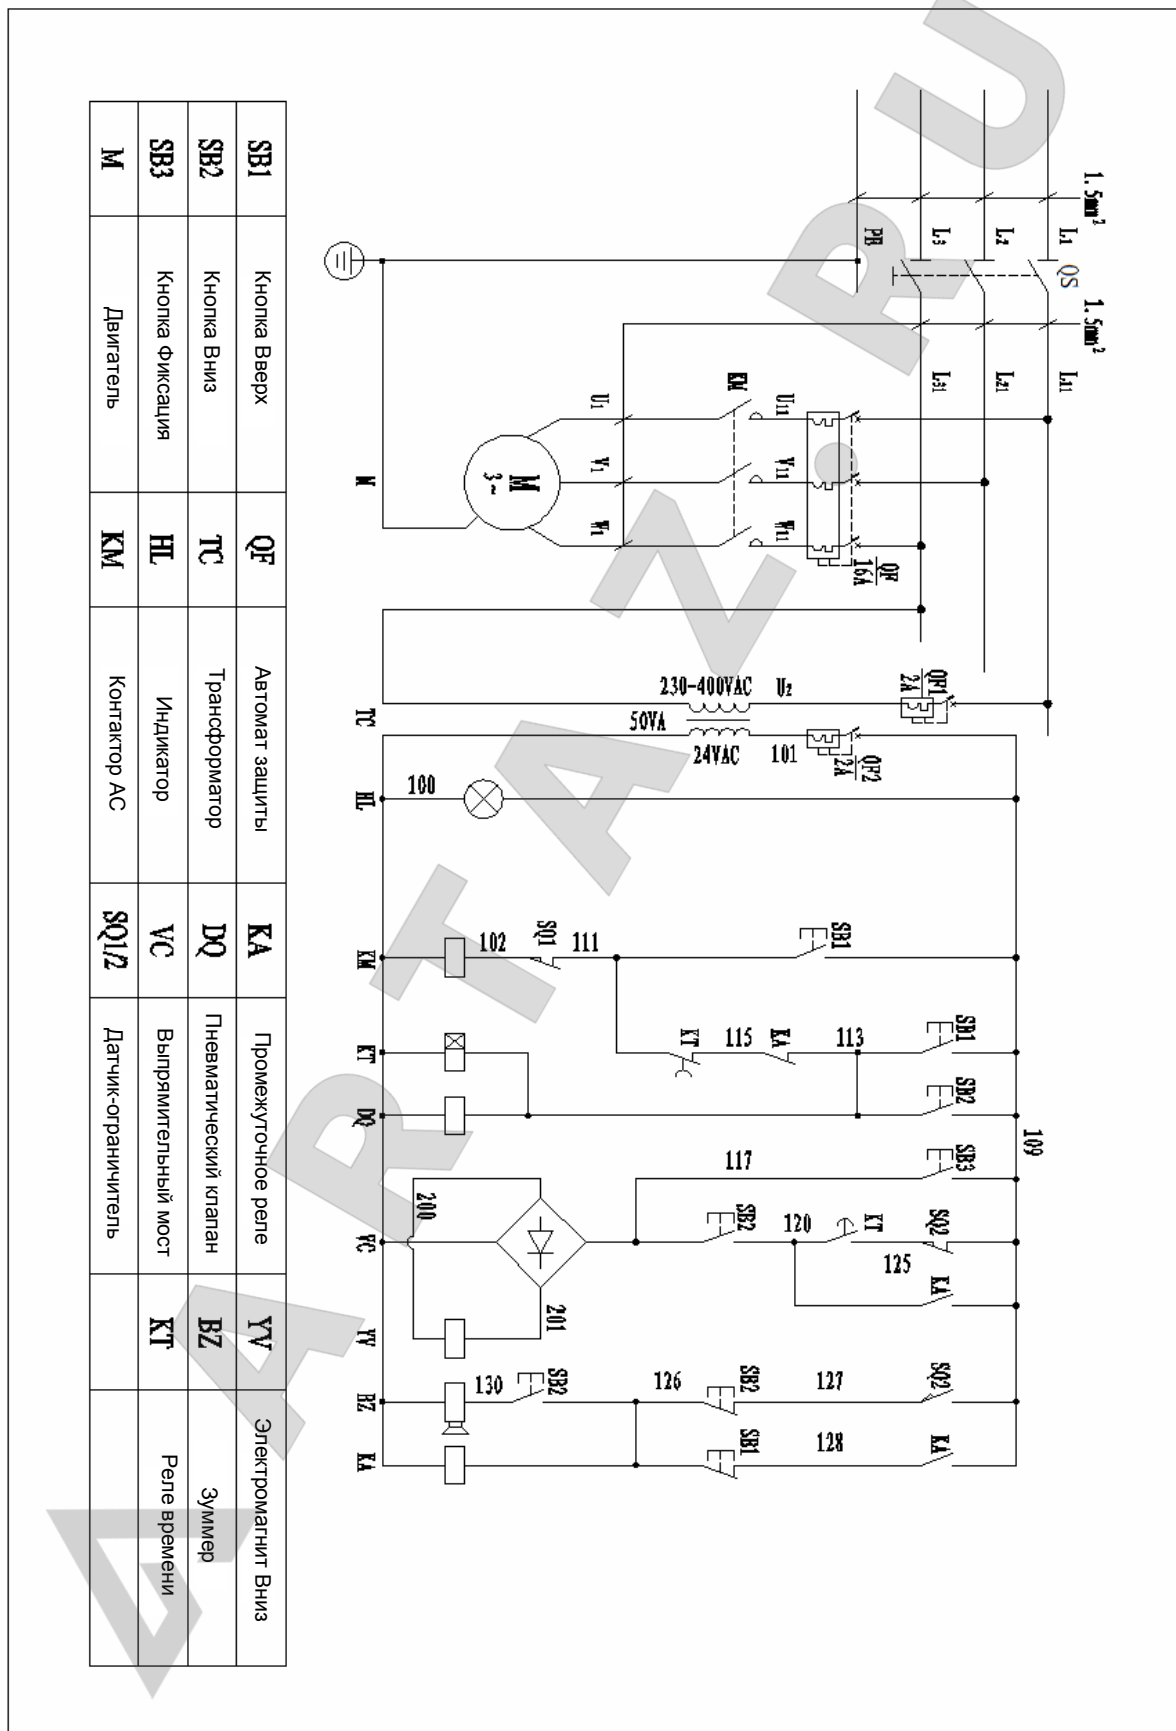 1.5mm²
L1
L2
L3
PB
QS
1.5mm²
L11
L21
L31
U11
V11
W11
QF
16A
KM
U1
V1
W1
M
3~
M
QF1
2A
230-400VAC
U2
50VA
TC
24VAC
101
QF2
2A
100
HL
SB1
111
SQ1
102
KM
SB1
113
KA
115
KT
KT
SB2
DQ
109
SB3
117
SQ2
125
KT
120
SB2
KA
200
201
VC
YV
SQ2
127
SB2
126
SB2
130
BZ
KA
128
SB1
KA
SB1 Кнопка Вверх QF Автомат защиты KA Промежуточное реле YV Электромагнит Вниз
SB2 Кнопка Вниз TC Трансформатор DQ Пневматический клапан BZ Зуммер
SB3 Кнопка Фиксация HL Индикатор VC Выпрямительный мост KT Реле времени
M Двигатель KM Контактор АС SQ1/2 Датчик-ограничитель
ARTAZ.RU